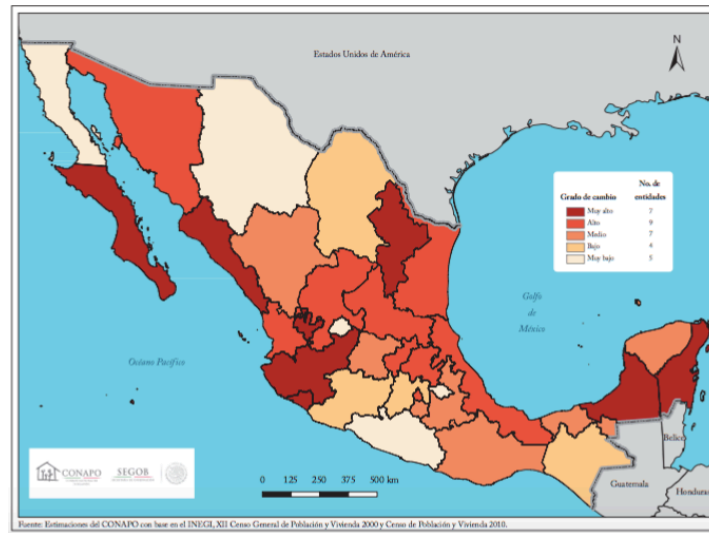 Estados Unidos de América
N
No. de
Grado de cambio entidades
Muy alto 7
Alto 9
Medio 7
Bajo 4
Muy bajo 5
Golfo
de
México
Océano Pacífico
Belice
Guatemala
Honduras
CONAPO
SEGOB
0 125 250 375 500 km
Fuente: Estimaciones del CONAPO con base en el INEGI, XII Censo General de Población y Vivienda 2000 y Censo de Población y Vivienda 2010.